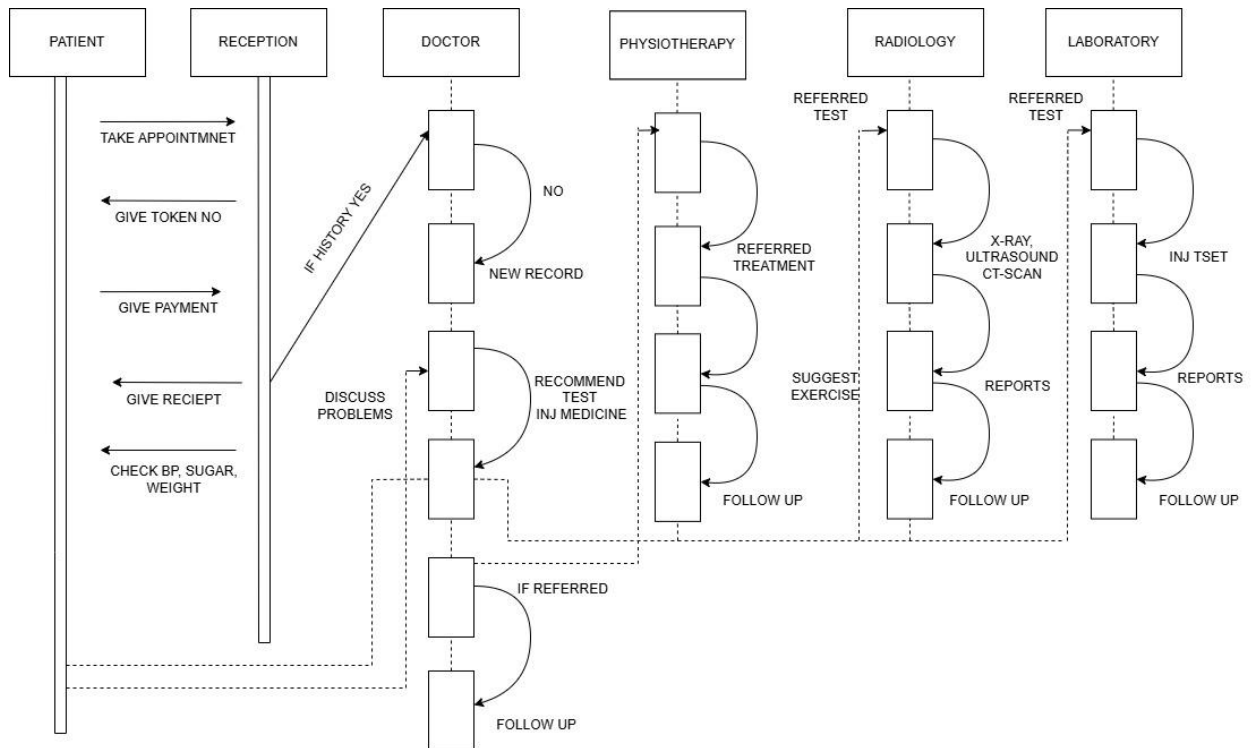 PATIENT
RECEPTION
DOCTOR
PHYSIOTHERAPY
RADIOLOGY
LABORATORY
TAKE APPOINTMNET
GIVE TOKEN NO
GIVE PAYMENT
GIVE RECIEPT
CHECK BP, SUGAR,
WEIGHT
IF HISTORY YES
NO
NEW RECORD
DISCUSS
PROBLEMS
RECOMMEND
TEST
INJ MEDICINE
IF REFERRED
FOLLOW UP
REFERRED
TREATMENT
FOLLOW UP
REFERRED
TEST
SUGGEST
EXERCISE
X-RAY,
ULTRASOUND
CT-SCAN
REPORTS
FOLLOW UP
REFERRED
TEST
INJ TSET
REPORTS
FOLLOW UP